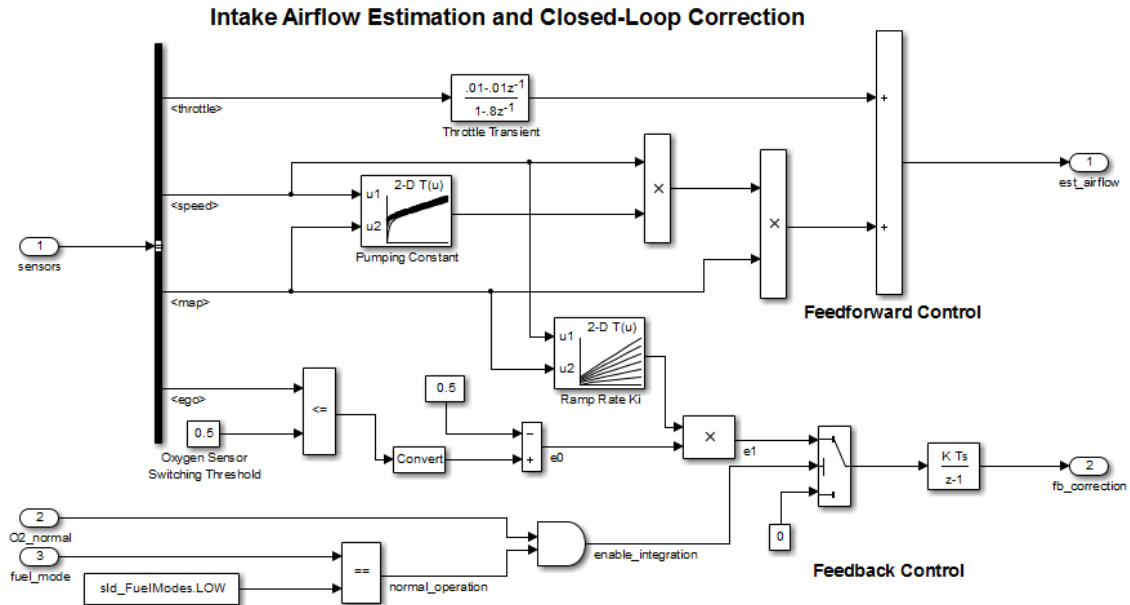 Intake Airflow Estimation and Closed-Loop Correction
<throttle>
.01-.01z-1
1-.8z-1
Throttle Transient
+
1
est_airflow
<speed>
u1
2-D T(u)
u2
Pumping Constant
×
×
+
1
sensors
<map>
Feedforward Control
u1
2-D T(u)
u2
Ramp Rate Ki
<ego>
0.5
<=
0.5
Oxygen Sensor
Switching Threshold
Convert
−
+
e0
×
e1
K Ts
z-1
2
fb_correction
0
2
O2_normal
3
fuel_mode
==
enable_integration
sld_FuelModes.LOW
normal_operation
Feedback Control